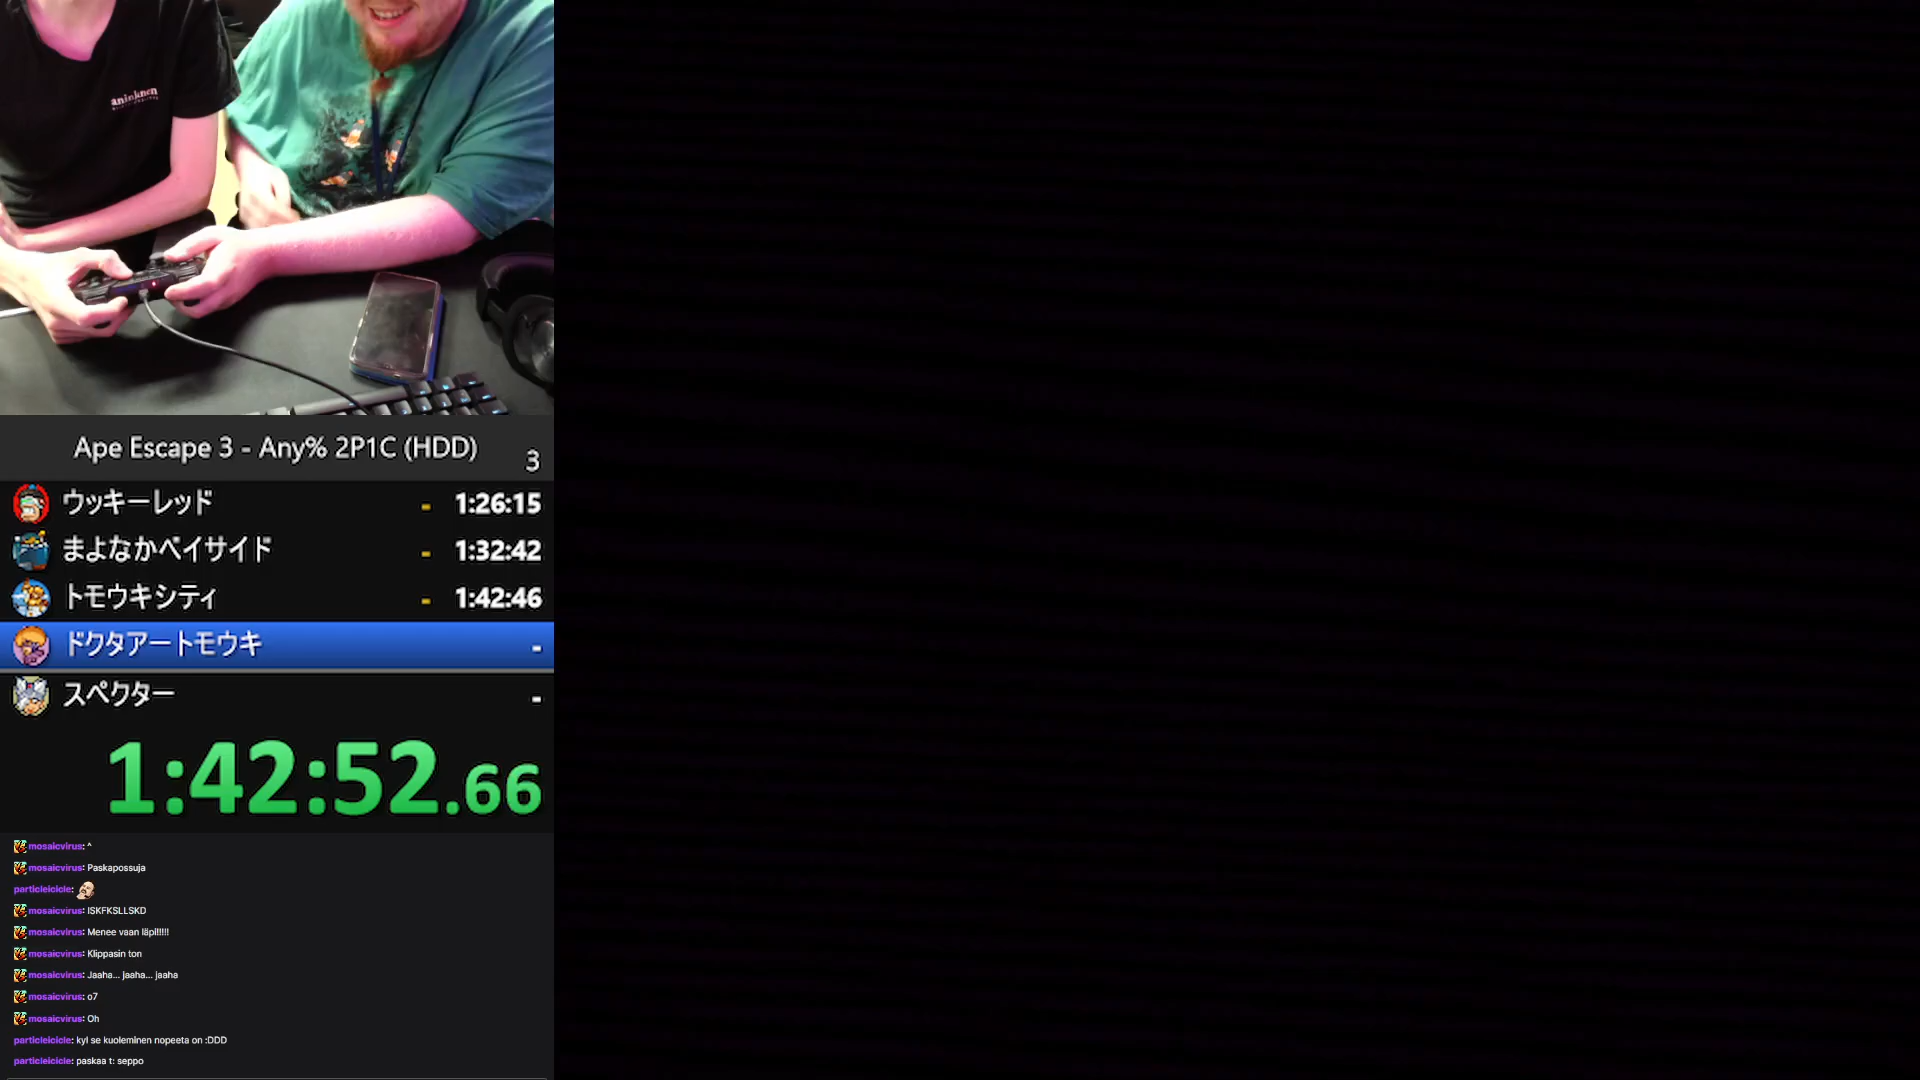 aninknen
Ape Escape 3 - Any% 2P1C (HDD)
3
ウッキーレッド - 1:26:15
まよなかベイサイド - 1:32:42
トモウキシティ - 1:42:46
ドクタアートモウキ -
スペクター -
1:42:52.66
mosaicvirus: ^
mosaicvirus: Paskapossuja
particleicicle:
mosaicvirus: ISKFKSLLSKD
mosaicvirus: Menee vaan läpi!!!!!
mosaicvirus: Klippasin ton
mosaicvirus: Jaaha... jaaha... jaaha
mosaicvirus: o7
mosaicvirus: Oh
particleicicle: kyl se kuoleminen nopeeta on :DDD
particleicicle: paskaa t: seppo